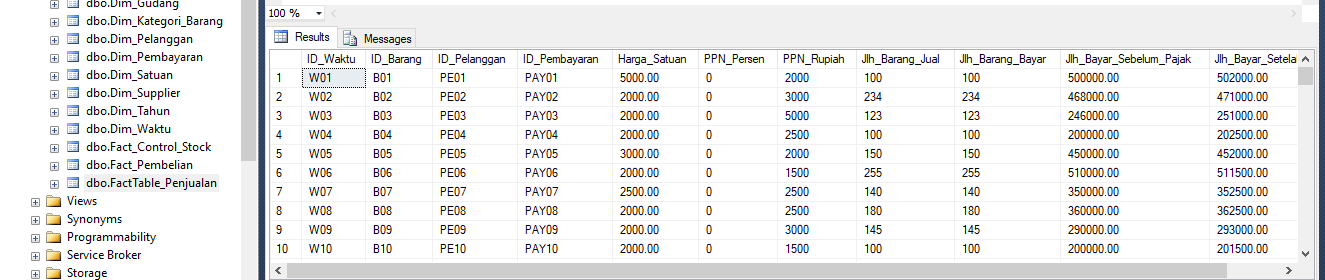 dbo.Dim_Gudang
dbo.Dim_Kategori_Barang
dbo.Dim_Pelanggan
dbo.Dim_Pembayaran
dbo.Dim_Satuan
dbo.Dim_Supplier
dbo.Dim_Tahun
dbo.Dim_Waktu
dbo.Fact_Control_Stock
dbo.Fact_Pembelian
dbo.FactTable_Penjualan
Views
Synonyms
Programmability
Service Broker
Storage
100 %
Results Messages
ID_Waktu ID_Barang ID_Pelanggan ID_Pembayaran Harga_Satuan PPN_Persen PPN_Rupiah Jlh_Barang_Jual Jlh_Barang_Bayar Jlh_Bayar_Sebelum_Pajak Jlh_Bayar_Setela
1 W01 B01 PE01 PAY01 5000.00 0 2000 100 100 500000.00 502000.00
2 W02 B02 PE02 PAY02 2000.00 0 3000 234 234 468000.00 471000.00
3 W03 B03 PE03 PAY03 2000.00 0 5000 123 123 246000.00 251000.00
4 W04 B04 PE04 PAY04 2000.00 0 2500 100 100 200000.00 202500.00
5 W05 B05 PE05 PAY05 3000.00 0 2000 150 150 450000.00 452000.00
6 W06 B06 PE06 PAY06 2000.00 0 1500 255 255 510000.00 511500.00
7 W07 B07 PE07 PAY07 2500.00 0 2500 140 140 350000.00 352500.00
8 W08 B08 PE08 PAY08 2000.00 0 2500 180 180 360000.00 362500.00
9 W09 B09 PE09 PAY09 2000.00 0 3000 145 145 290000.00 293000.00
10 W10 B10 PE10 PAY10 2000.00 0 1500 100 100 200000.00 201500.00